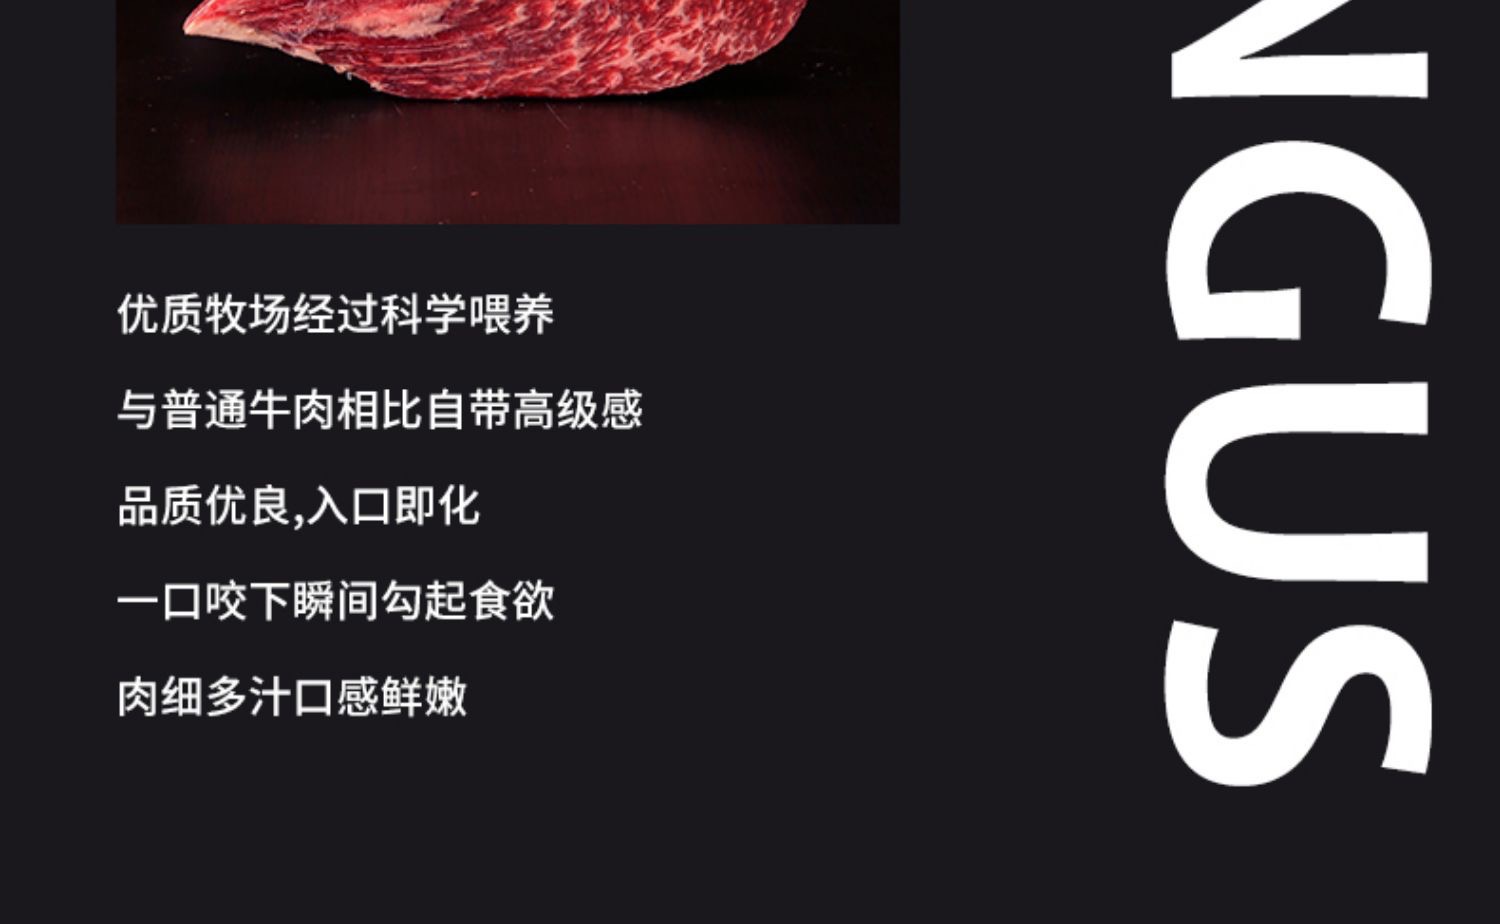 优质牧场经过科学喂养
与普通牛肉相比自带高级感
品质优良,入口即化
一口咬下瞬间勾起食欲
肉细多汁口感鲜嫩
NGUS